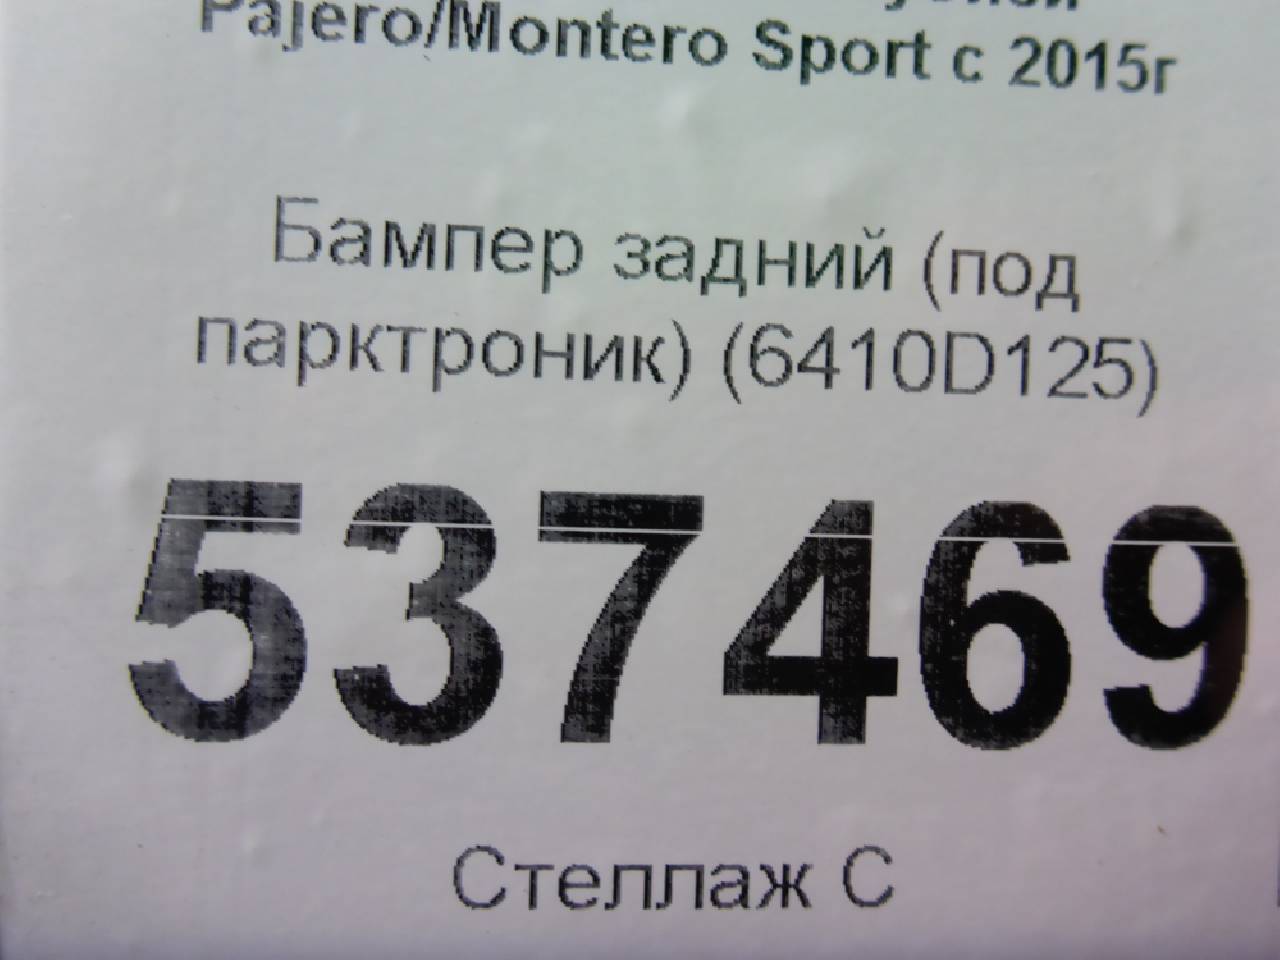 Pajero/Montero Sport с 2015г
Бампер задний (под
парктроник) (6410D125)
537469
Стеллаж С